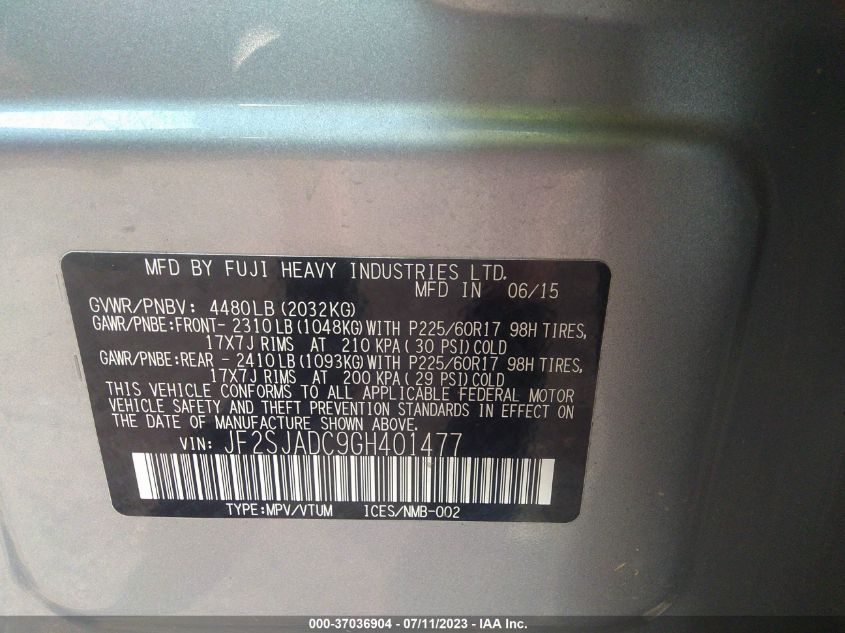 MFD BY FUJI HEAVY INDUSTRIES LTD.
MFD IN 06/15
GVWR/PNBV: 4480LB (2032KG)
GAWR/PNBE:FRONT- 2310 LB (1048KG) WITH P225/60R17 98H TIRES,
17X7J RIMS AT 210 KPA (30 PSI) COLD
GAWR/PNBE:REAR - 2410 LB (1093KG) WITH P225/60R17 98H TIRES,
17X7J RIMS AT 200 KPA (29 PSI) COLD
THIS VEHICLE CONFORMS TO ALL APPLICABLE FEDERAL MOTOR
VEHICLE SAFETY AND THEFT PREVENTION STANDARDS IN EFFECT ON
THE DATE OF MANUFACTURE SHOWN ABOVE.
VIN: JF2SJADC9GH401477
TYPE:MPV/VTUM ICES/NMB-002
000-37036904 - 07/11/2023 - IAA Inc.